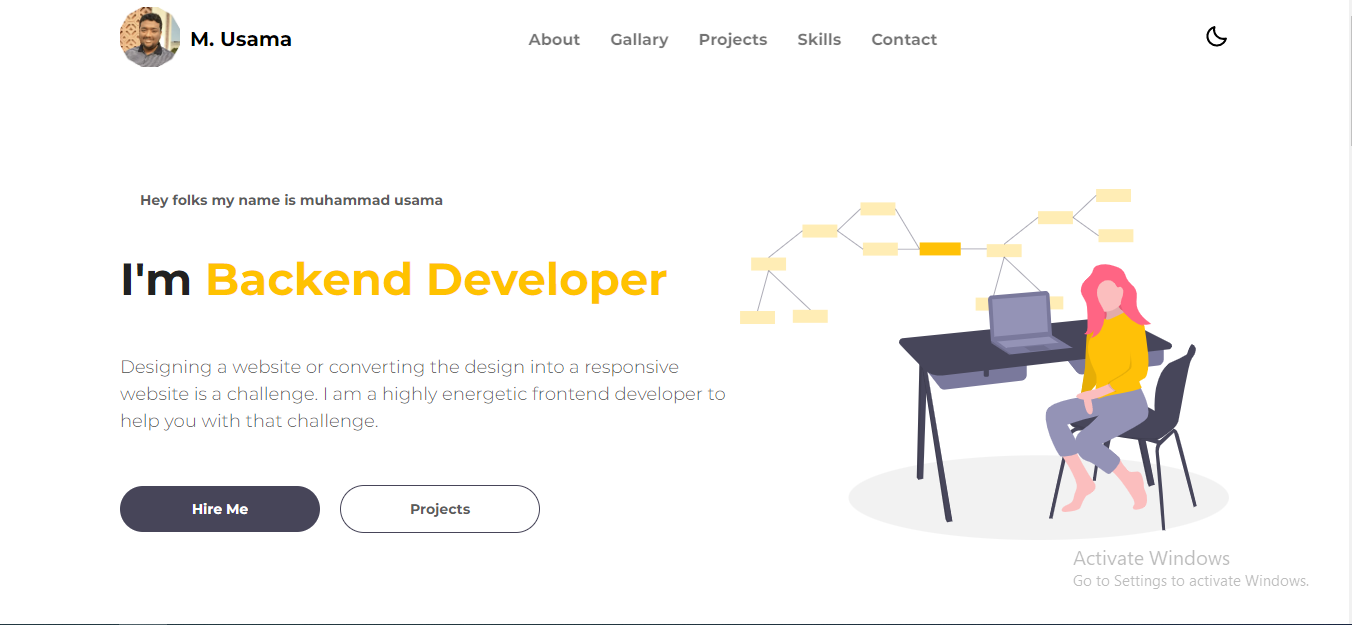 M. Usama
About Gallary Projects Skills Contact
Hey folks my name is muhammad usama
I'm Backend Developer
Designing a website or converting the design into a responsive
website is a challenge. I am a highly energetic frontend developer to
help you with that challenge.
Hire Me
Projects
Activate Windows
Go to Settings to activate Windows.